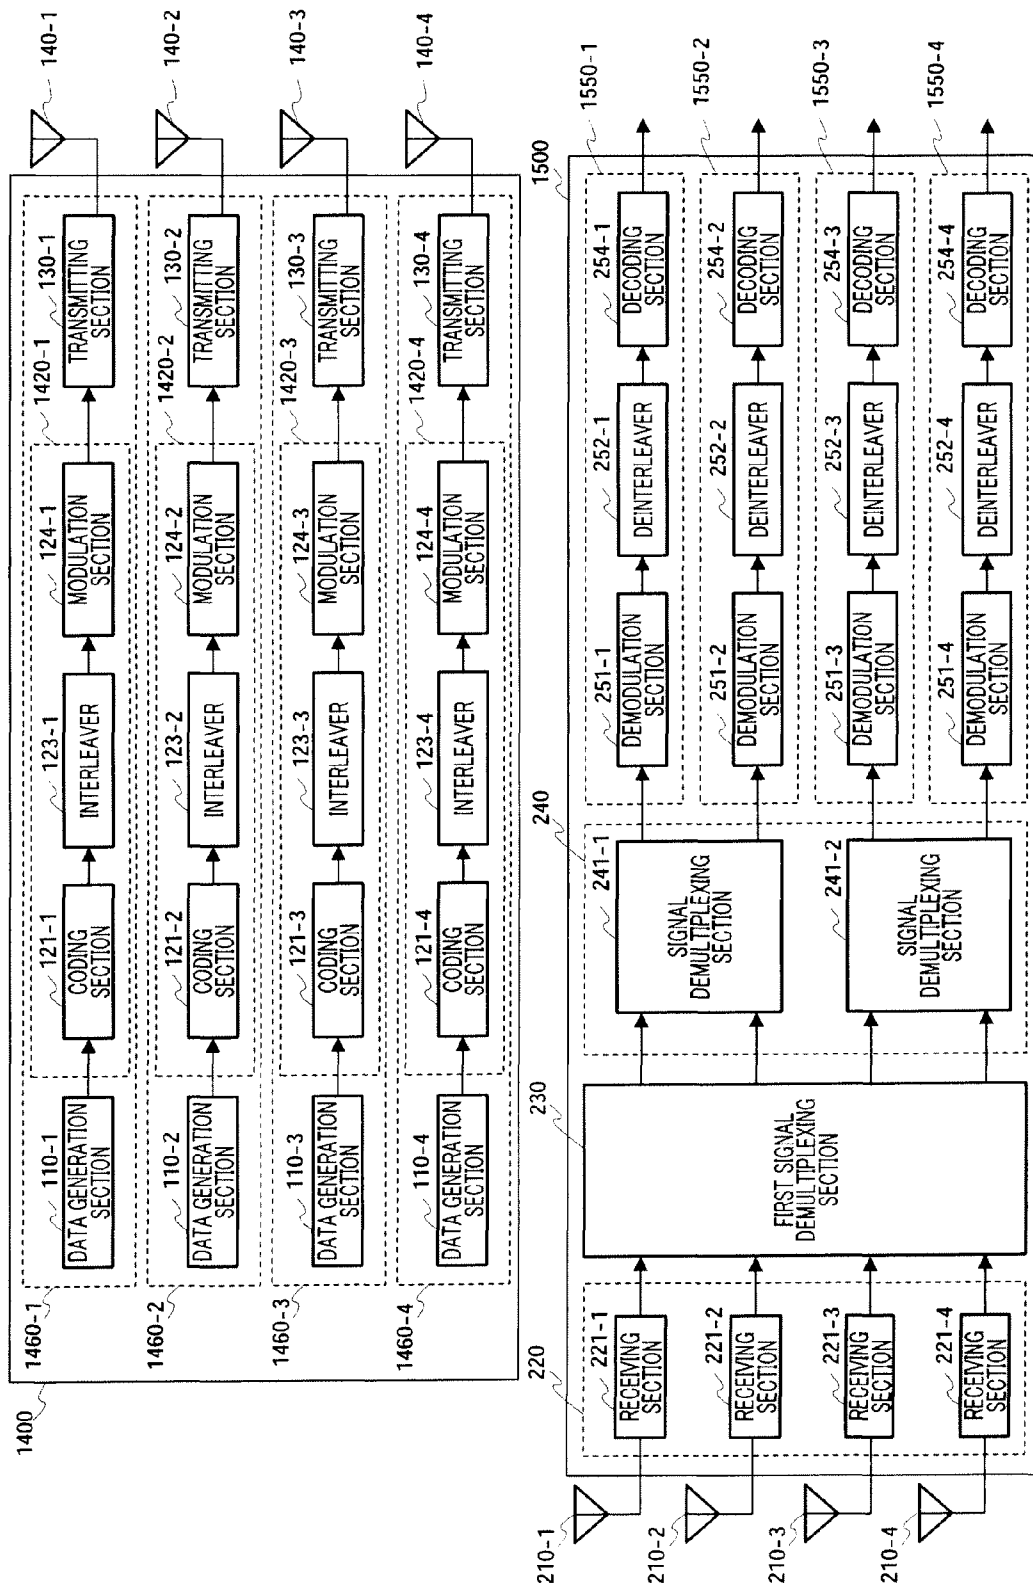 1400
1460-1
110-1
DATA GENERATION
SECTION
121-1
CODING
SECTION
123-1
INTERLEAVER
124-1
MODULATION
SECTION
1420-1
130-1
TRANSMITTING
SECTION
140-1
1460-2
110-2
DATA GENERATION
SECTION
121-2
CODING
SECTION
123-2
INTERLEAVER
124-2
MODULATION
SECTION
1420-2
130-2
TRANSMITTING
SECTION
140-2
1460-3
110-3
DATA GENERATION
SECTION
121-3
CODING
SECTION
123-3
INTERLEAVER
124-3
MODULATION
SECTION
1420-3
130-3
TRANSMITTING
SECTION
140-3
1460-4
110-4
DATA GENERATION
SECTION
121-4
CODING
SECTION
123-4
INTERLEAVER
124-4
MODULATION
SECTION
1420-4
130-4
TRANSMITTING
SECTION
140-4
1500
220
230
240
210-1
221-1
RECEIVING
SECTION
210-2
221-2
RECEIVING
SECTION
210-3
221-3
RECEIVING
SECTION
210-4
221-4
RECEIVING
SECTION
FIRST SIGNAL
DEMULTIPLEXING
SECTION
241-1
SIGNAL
DEMULTIPLEXING
SECTION
241-2
SIGNAL
DEMULTIPLEXING
SECTION
251-1
DEMODULATION
SECTION
252-1
DEINTERLEAVER
254-1
DECODING
SECTION
1550-1
251-2
DEMODULATION
SECTION
252-2
DEINTERLEAVER
254-2
DECODING
SECTION
1550-2
251-3
DEMODULATION
SECTION
252-3
DEINTERLEAVER
254-3
DECODING
SECTION
1550-3
251-4
DEMODULATION
SECTION
252-4
DEINTERLEAVER
254-4
DECODING
SECTION
1550-4